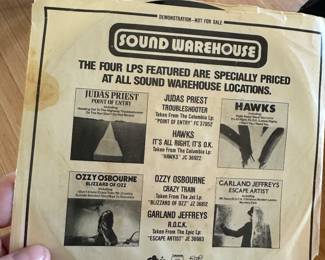 DEMONSTRATION - NOT FOR SALE
SOUND WAREHOUSE
THE FOUR LPS FEATURED ARE SPECIALLY PRICED
AT ALL SOUND WAREHOUSE LOCATIONS.
JUDAS PRIEST
POINT OF ENTRY
JUDAS PRIEST
TROUBLESHOOTER
Taken From The Columbia Lp:
"POINT OF ENTRY" FC 37052
HAWKS
IT'S ALL RIGHT, IT'S O.K.
Taken From The Columbia Lp:
"HAWKS" JC 36922
HAWKS
OZZY OSBOURNE
BLIZZARD OF OZZ
OZZY OSBOURNE
CRAZY TRAIN
Taken From The Jet Lp:
"BLIZZARD OF OZZ" JZ 36812
GARLAND JEFFREYS
R.O.C.K.
Taken From The Epic Lp:
"ESCAPE ARTIST" JE 36983
GARLAND JEFFREYS
ESCAPE ARTIST